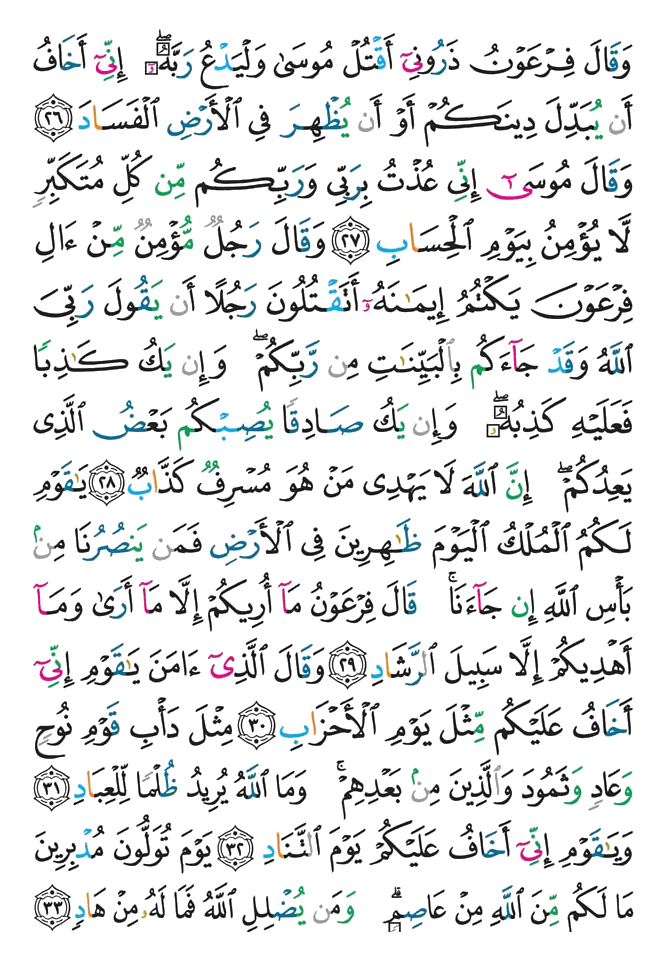 وَقَالَ فِرْعَوْنُ ذَرُونِىٓ أَقْتُلْ مُوسَىٰ وَلْيَدْعُ رَبَّهُۥٓ ۖ إِنِّىٓ أَخَافُ
أَن يُبَدِّلَ دِينَكُمْ أَوْ أَن يُظْهِرَ فِى ٱلْأَرْضِ ٱلْفَسَادَ ٢٦
وَقَالَ مُوسَىٰٓ إِنِّى عُذْتُ بِرَبِّى وَرَبِّكُم مِّن كُلِّ مُتَكَبِّرٍ
لَّا يُؤْمِنُ بِيَوْمِ ٱلْحِسَابِ ٢٧ وَقَالَ رَجُلٌ مُّؤْمِنٌ مِّنْ ءَالِ
فِرْعَوْنَ يَكْتُمُ إِيمَـٰنَهُۥٓ أَتَقْتُلُونَ رَجُلًا أَن يَقُولَ رَبِّىَ
ٱللَّهُ وَقَدْ جَآءَكُم بِٱلْبَيِّنَـٰتِ مِن رَّبِّكُمْ ۖ وَإِن يَكُ كَـٰذِبًا
فَعَلَيْهِ كَذِبُهُۥ ۖ وَإِن يَكُ صَادِقًا يُصِبْكُم بَعْضُ ٱلَّذِى
يَعِدُكُمْ ۖ إِنَّ ٱللَّهَ لَا يَهْدِى مَنْ هُوَ مُسْرِفٌ كَذَّابٌ ٢٨ يَـٰقَوْمِ
لَكُمُ ٱلْمُلْكُ ٱلْيَوْمَ ظَـٰهِرِينَ فِى ٱلْأَرْضِ فَمَن يَنصُرُنَا مِنۢ
بَأْسِ ٱللَّهِ إِن جَآءَنَا ۚ قَالَ فِرْعَوْنُ مَآ أُرِيكُمْ إِلَّا مَآ أَرَىٰ وَمَآ
أَهْدِيكُمْ إِلَّا سَبِيلَ ٱلرَّشَادِ ٢٩ وَقَالَ ٱلَّذِىٓ ءَامَنَ يَـٰقَوْمِ إِنِّىٓ
أَخَافُ عَلَيْكُم مِّثْلَ يَوْمِ ٱلْأَحْزَابِ ٣٠ مِثْلَ دَأْبِ قَوْمِ نُوحٍ
وَعَادٍ وَثَمُودَ وَٱلَّذِينَ مِنۢ بَعْدِهِمْ ۚ وَمَا ٱللَّهُ يُرِيدُ ظُلْمًا لِّلْعِبَادِ ٣١
وَيَـٰقَوْمِ إِنِّىٓ أَخَافُ عَلَيْكُمْ يَوْمَ ٱلتَّنَادِ ٣٢ يَوْمَ تُوَلُّونَ مُدْبِرِينَ
مَا لَكُم مِّنَ ٱللَّهِ مِنْ عَاصِمٍ ۗ وَمَن يُضْلِلِ ٱللَّهُ فَمَا لَهُۥ مِنْ هَادٍ ٣٣